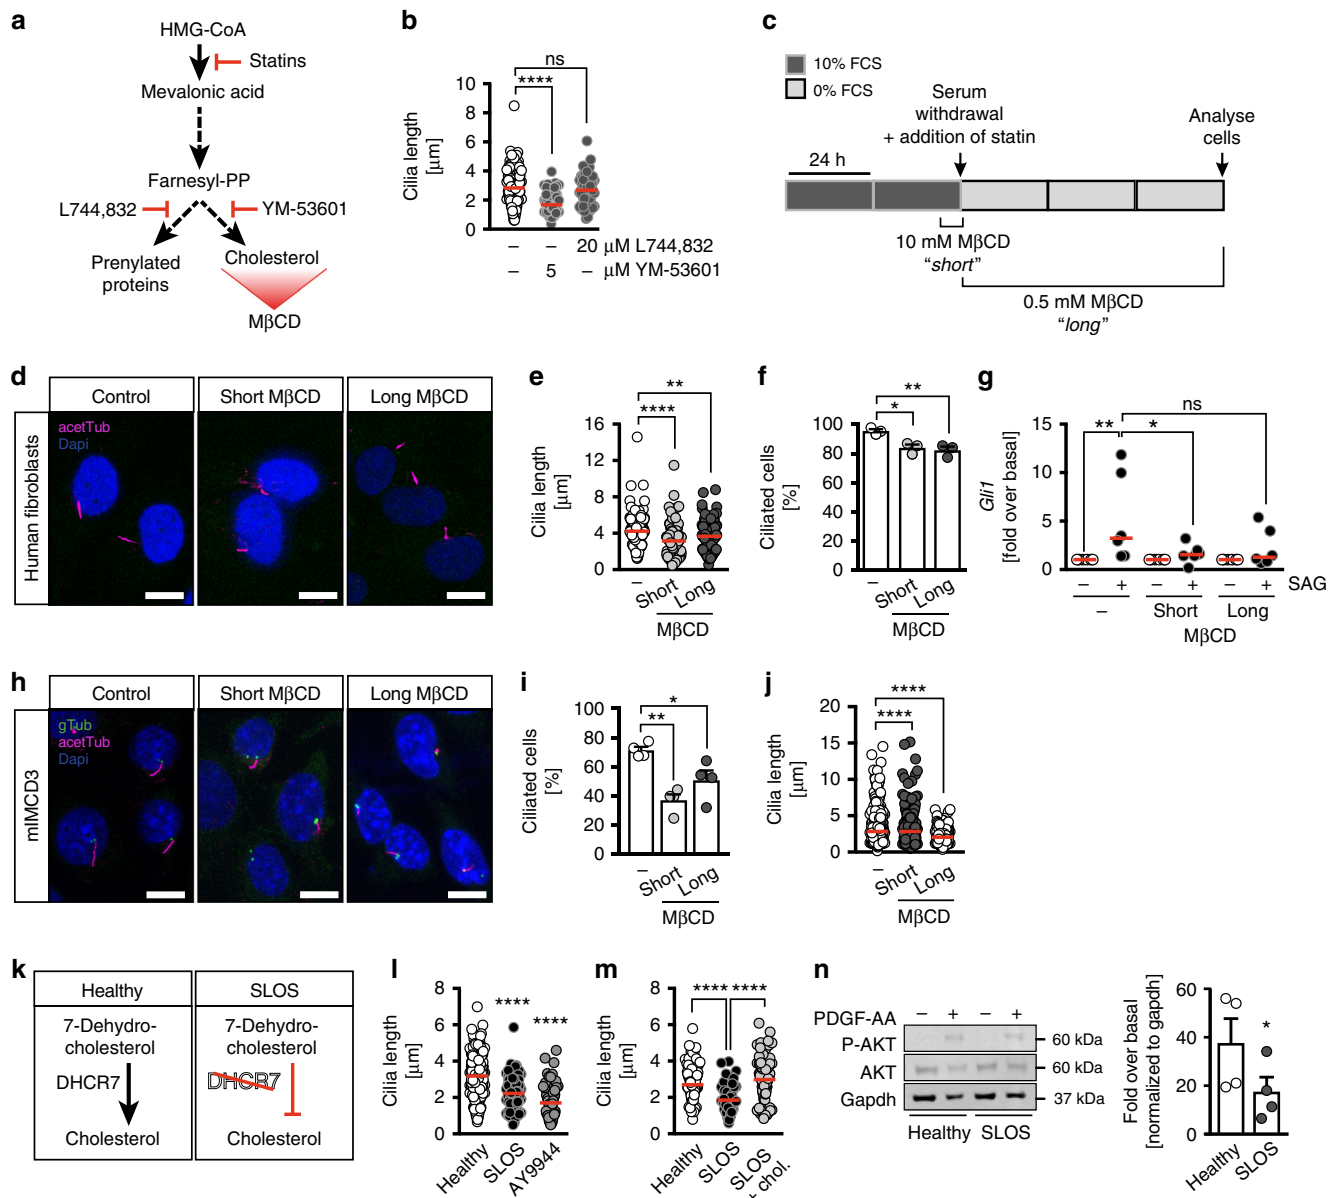 a
HMG-CoA
Statins
Mevalonic acid
Farnesyl-PP
L744,832
YM-53601
Prenylated
proteins
Cholesterol
MβCD
b
Cilia length
[μm]
10
8
6
4
2
0
ns
****
– – 20 μM L744,832
– 5 – μM YM-53601
c
10% FCS
0% FCS
Serum
withdrawal
+ addition of statin
Analyse
cells
24 h
10 mM MβCD
“short”
0.5 mM MβCD
“long”
d
Control
Short MβCD
Long MβCD
Human fibroblasts
acetTub
Dapi
e
Cilia length
[μm]
16
12
8
4
0
**
****
–
Short
Long
MβCD
f
Ciliated cells
[%]
100
80
60
40
20
0
**
*
–
Short
Long
MβCD
g
Gli1
[fold over basal]
15
10
5
0
ns
**
*
– + – + – + SAG
– Short Long
MβCD
h
Control
Short MβCD
Long MβCD
mIMCD3
gTub
acetTub
Dapi
i
Ciliated cells
[%]
100
80
60
40
20
0
*
**
–
Short
Long
MβCD
j
Cilia length
[μm]
20
15
10
5
0
****
****
–
Short
Long
MβCD
k
Healthy
SLOS
7-Dehydro-
cholesterol
DHCR7
Cholesterol
7-Dehydro-
cholesterol
DHCR7
Cholesterol
l
Cilia length
[μm]
8
6
4
2
0
****
****
Healthy
SLOS
AY9944
m
Cilia length
[μm]
8
6
4
2
0
****
****
Healthy
SLOS
SLOS
+ chol.
n
PDGF-AA – + – +
P-AKT
60 kDa
AKT
60 kDa
Gapdh
37 kDa
Healthy
SLOS
Fold over basal
[normalized to gapdh]
60
40
20
0
*
Healthy
SLOS